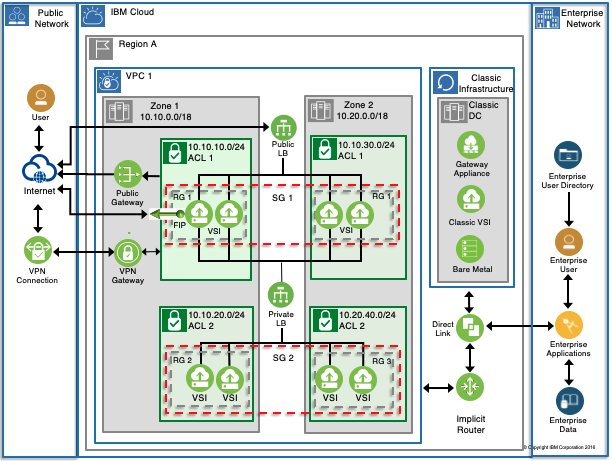 Public
Network
IBM Cloud
Enterprise
Network
Region A
VPC 1
Classic
Infrastructure
Zone 1
10.10.0.0/18
Zone 2
10.20.0.0/18
Classic
DC
User
Internet
Public
Gateway
VPN
Connection
VPN
Gateway
10.10.10.0/24
ACL 1
Public
LB
10.10.30.0/24
ACL 1
RG 1
SG 1
RG 1
FIP
VSI
VSI
Private
LB
10.10.20.0/24
ACL 2
10.20.40.0/24
ACL 2
RG 2
SG 2
RG 3
VSI
VSI
VSI
VSI
Gateway
Appliance
Classic VSI
Bare Metal
Direct
Link
Implicit
Router
Enterprise
User Directory
Enterprise
User
Enterprise
Applications
Enterprise
Data
© Copyright IBM Corporation 2016